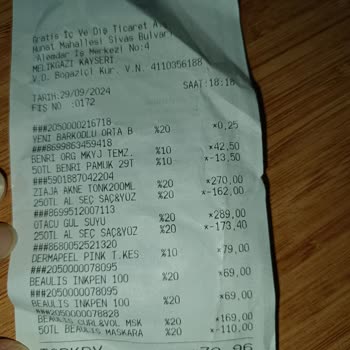 Gratis İç Ve Dış Ticaret A.Ş
Hunat Mahallesi Sivas Bulvarı
Alemdar İş Merkezi No:4
MELİKGAZİ KAYSERİ
V.D. Boğaziçi Kur. V.N. 4110356188
TARİH:29/09/2024 SAAT:18:18
FİŞ NO :0172
###2050000216718
YENİ BARKODLU ORTA B %20 *0,25
###8699863459418
BENRI ORG MKYJ TEMZ. %10 *42,50
50TL BENRI PAMUK 29T %10 *-13,50
###5901887042204
ZIAJA AKNE TONK200ML %20 *270,00
250TL AL SEÇ SAÇ&YÜZ %20 *-162,00
###8699512007113
OTACU GÜL SUYU %20 *289,00
250TL AL SEÇ SAÇ&YÜZ %20 *-173,40
###8680052521320
DERMAPEEL PINK T.KES %10 *79,00
###2050000078095
BEAULIS INKPEN 100 %20 *69,00
###2050000078095
BEAULIS INKPEN 100 %20 *69,00
###2050000078828
BEAULIS CURL&VOL MSK %20 *169,00
50TL BEAULIS MASKARA %20 *-110,00
TOPKDV 70,96